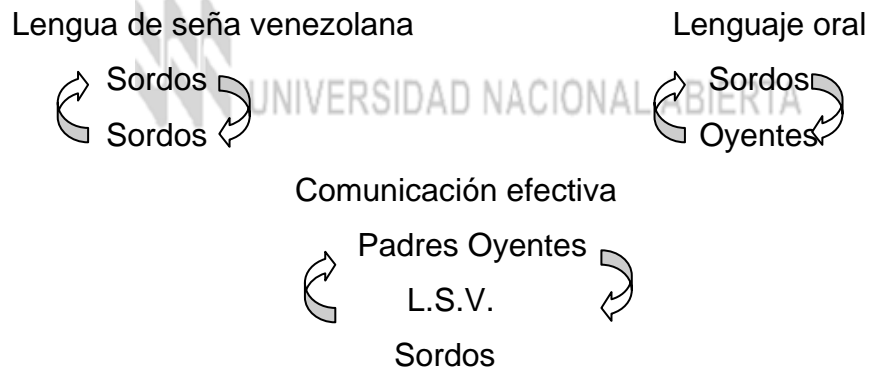 Lengua de seña venezolana Lenguaje oral
Sordos Sordos
UNIVERSIDAD NACIONAL ABIERTA
Sordos Oyentes
Comunicación efectiva
Padres Oyentes
L.S.V.
Sordos